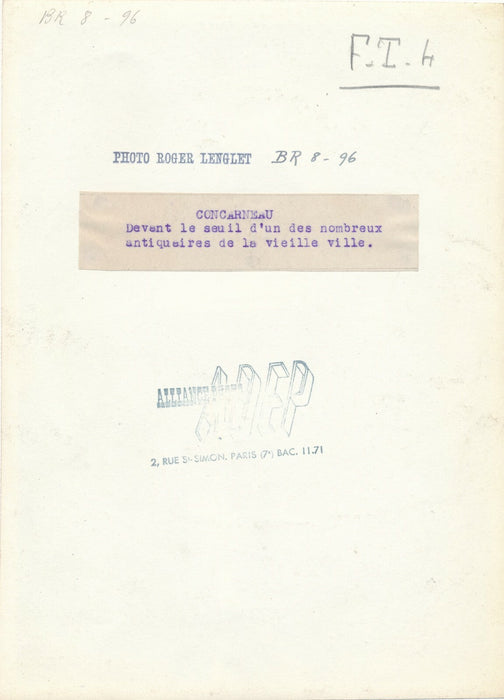 BR 8 - 96
F.T. 4
PHOTO ROGER LENGLET BR 8 - 96
CONCARNEAU
Devant le seuil d'un des nombreux
antiquaires de la vieille ville.
ADEP
2, RUE St-SIMON. PARIS (7e) BAC. 11.71